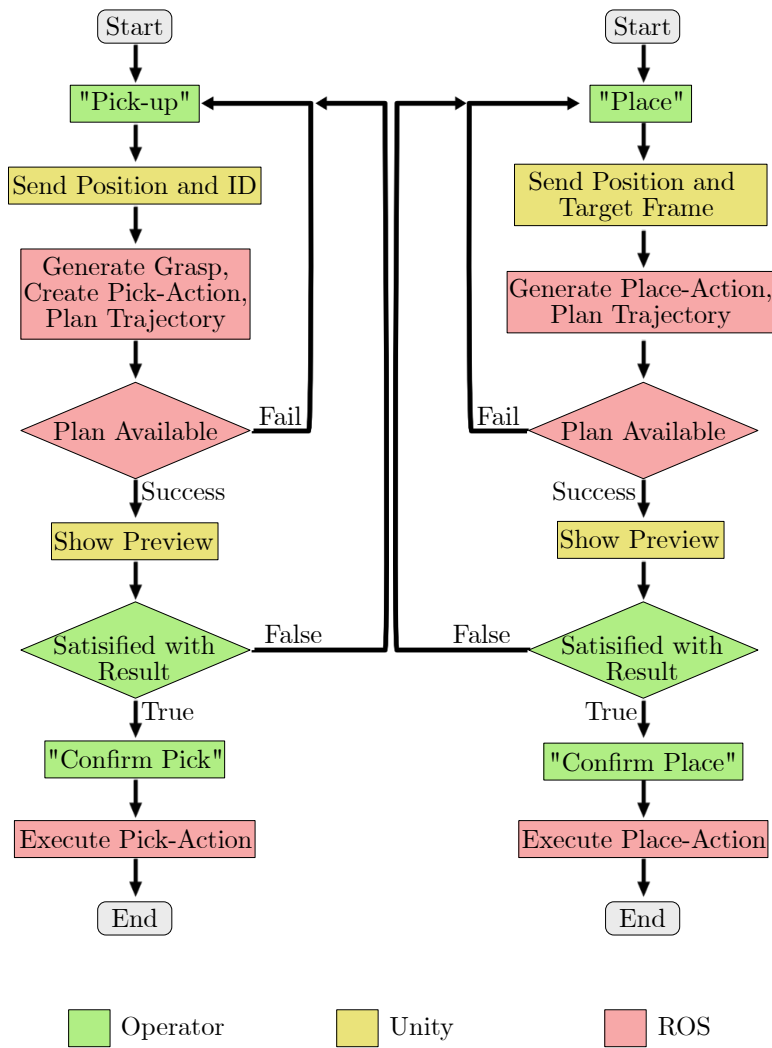 Start
"Pick-up"
Send Position and ID
Generate Grasp,
Create Pick-Action,
Plan Trajectory
Plan Available
Fail
Success
Show Preview
Satisified with
Result
False
True
"Confirm Pick"
Execute Pick-Action
End
Start
"Place"
Send Position and
Target Frame
Generate Place-Action,
Plan Trajectory
Plan Available
Fail
Success
Show Preview
Satisified with
Result
False
True
"Confirm Place"
Execute Place-Action
End
Operator
Unity
ROS